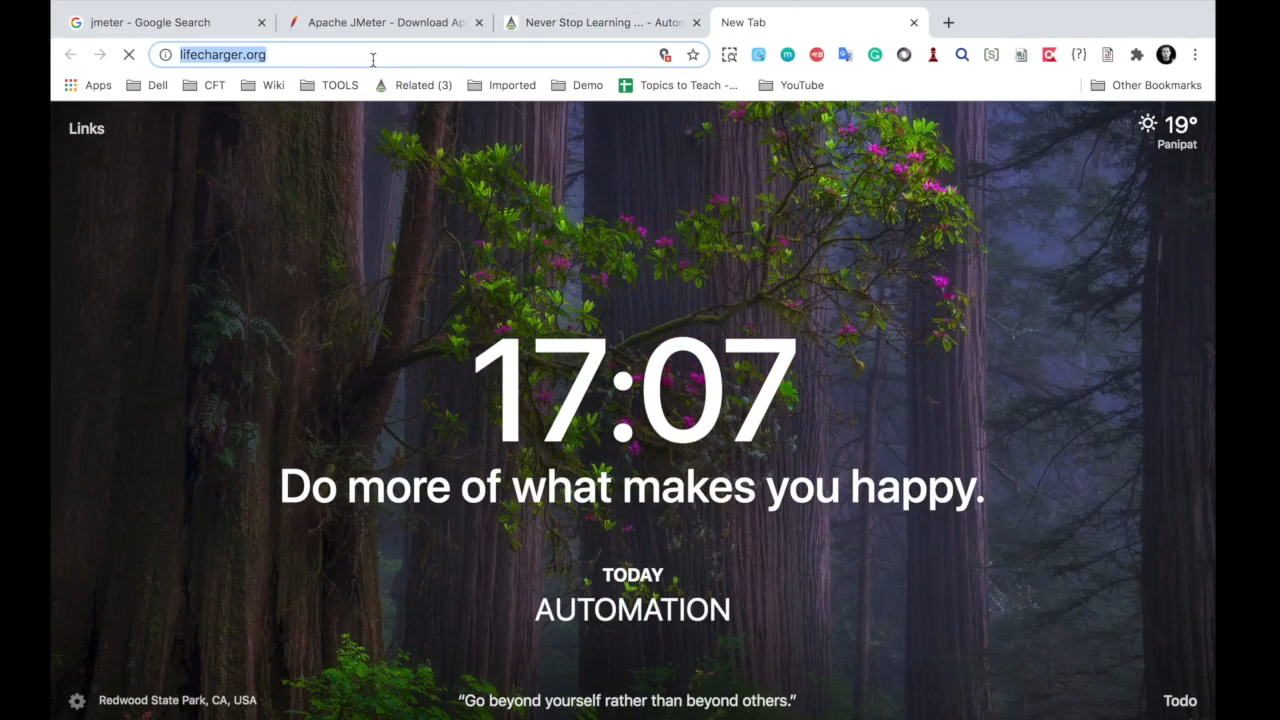 jmeter - Google Search
Apache JMeter - Download Ap
Never Stop Learning ... - Auton
New Tab
lifecharger.org
Apps
Dell
CFT
Wiki
TOOLS
Related (3)
Imported
Demo
Topics to Teach -...
YouTube
Other Bookmarks
Links
19°
Panipat
17:07
Do more of what makes you happy.
TODAY
AUTOMATION
Redwood State Park, CA, USA
“Go beyond yourself rather than beyond others.”
Todo